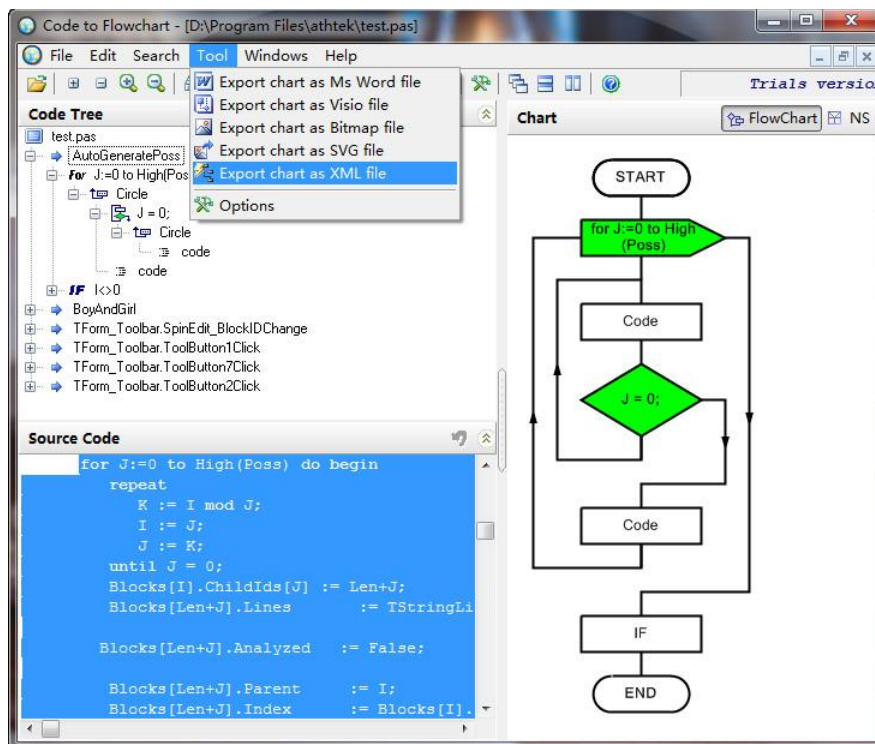 Code to Flowchart - [D:\Program Files\athtek\test.pas]
File Edit Search Tool Windows Help
Trials version
Export chart as Ms Word file
Export chart as Visio file
Export chart as Bitmap file
Export chart as SVG file
Export chart as XML file
Options
Code Tree
test.pas
AutoGeneratePoss
For J:=0 to High(Pos
Circle
J = 0;
Circle
code
code
IF I<>0
BoyAndGirl
TForm_Toolbar.SpinEdit_BlockIDChange
TForm_Toolbar.ToolButton1Click
TForm_Toolbar.ToolButton7Click
TForm_Toolbar.ToolButton2Click
Source Code
for J:=0 to High(Poss) do begin
repeat
K := I mod J;
I := J;
J := K;
until J = 0;
Blocks[I].ChildIds[J] := Len+J;
Blocks[Len+J].Lines := TStringLi
Blocks[Len+J].Analyzed := False;
Blocks[Len+J].Parent := I;
Blocks[Len+J].Index := Blocks[I].
Chart
FlowChart NS
START
for J:=0 to High
(Poss)
Code
J = 0;
Code
IF
END